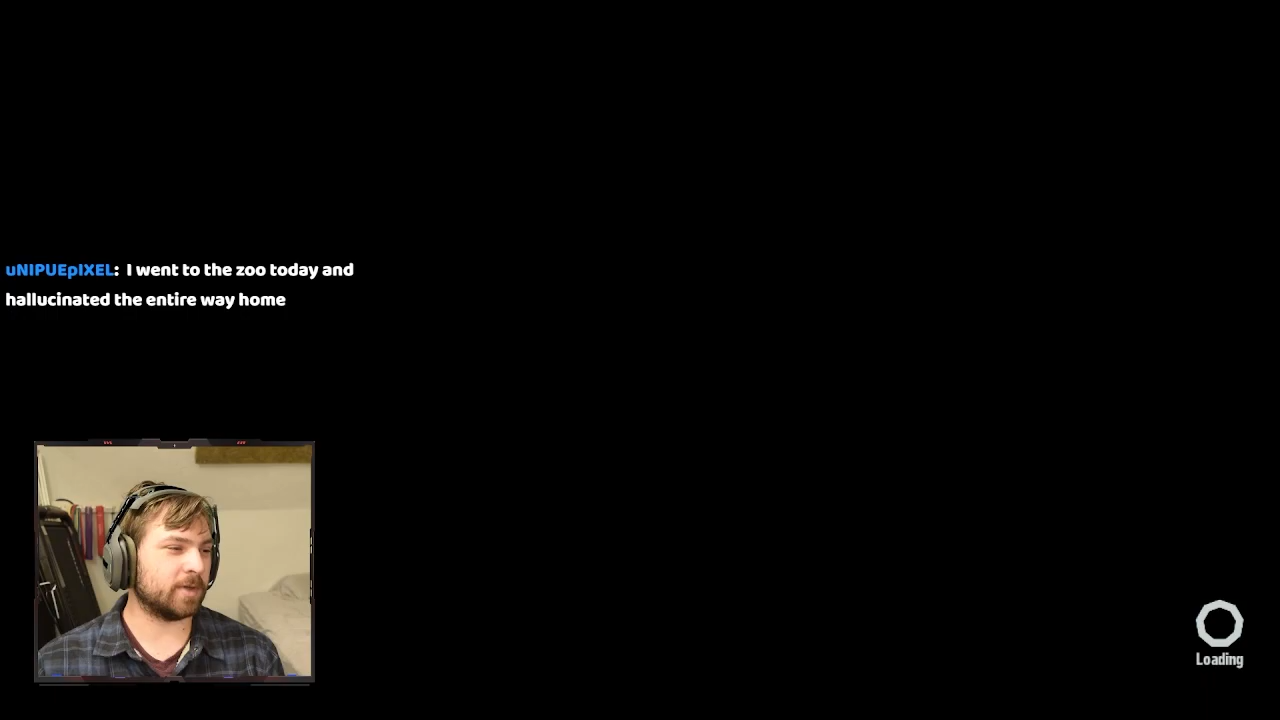 uNIPUEpIXEL: I went to the zoo today and
hallucinated the entire way home
Loading